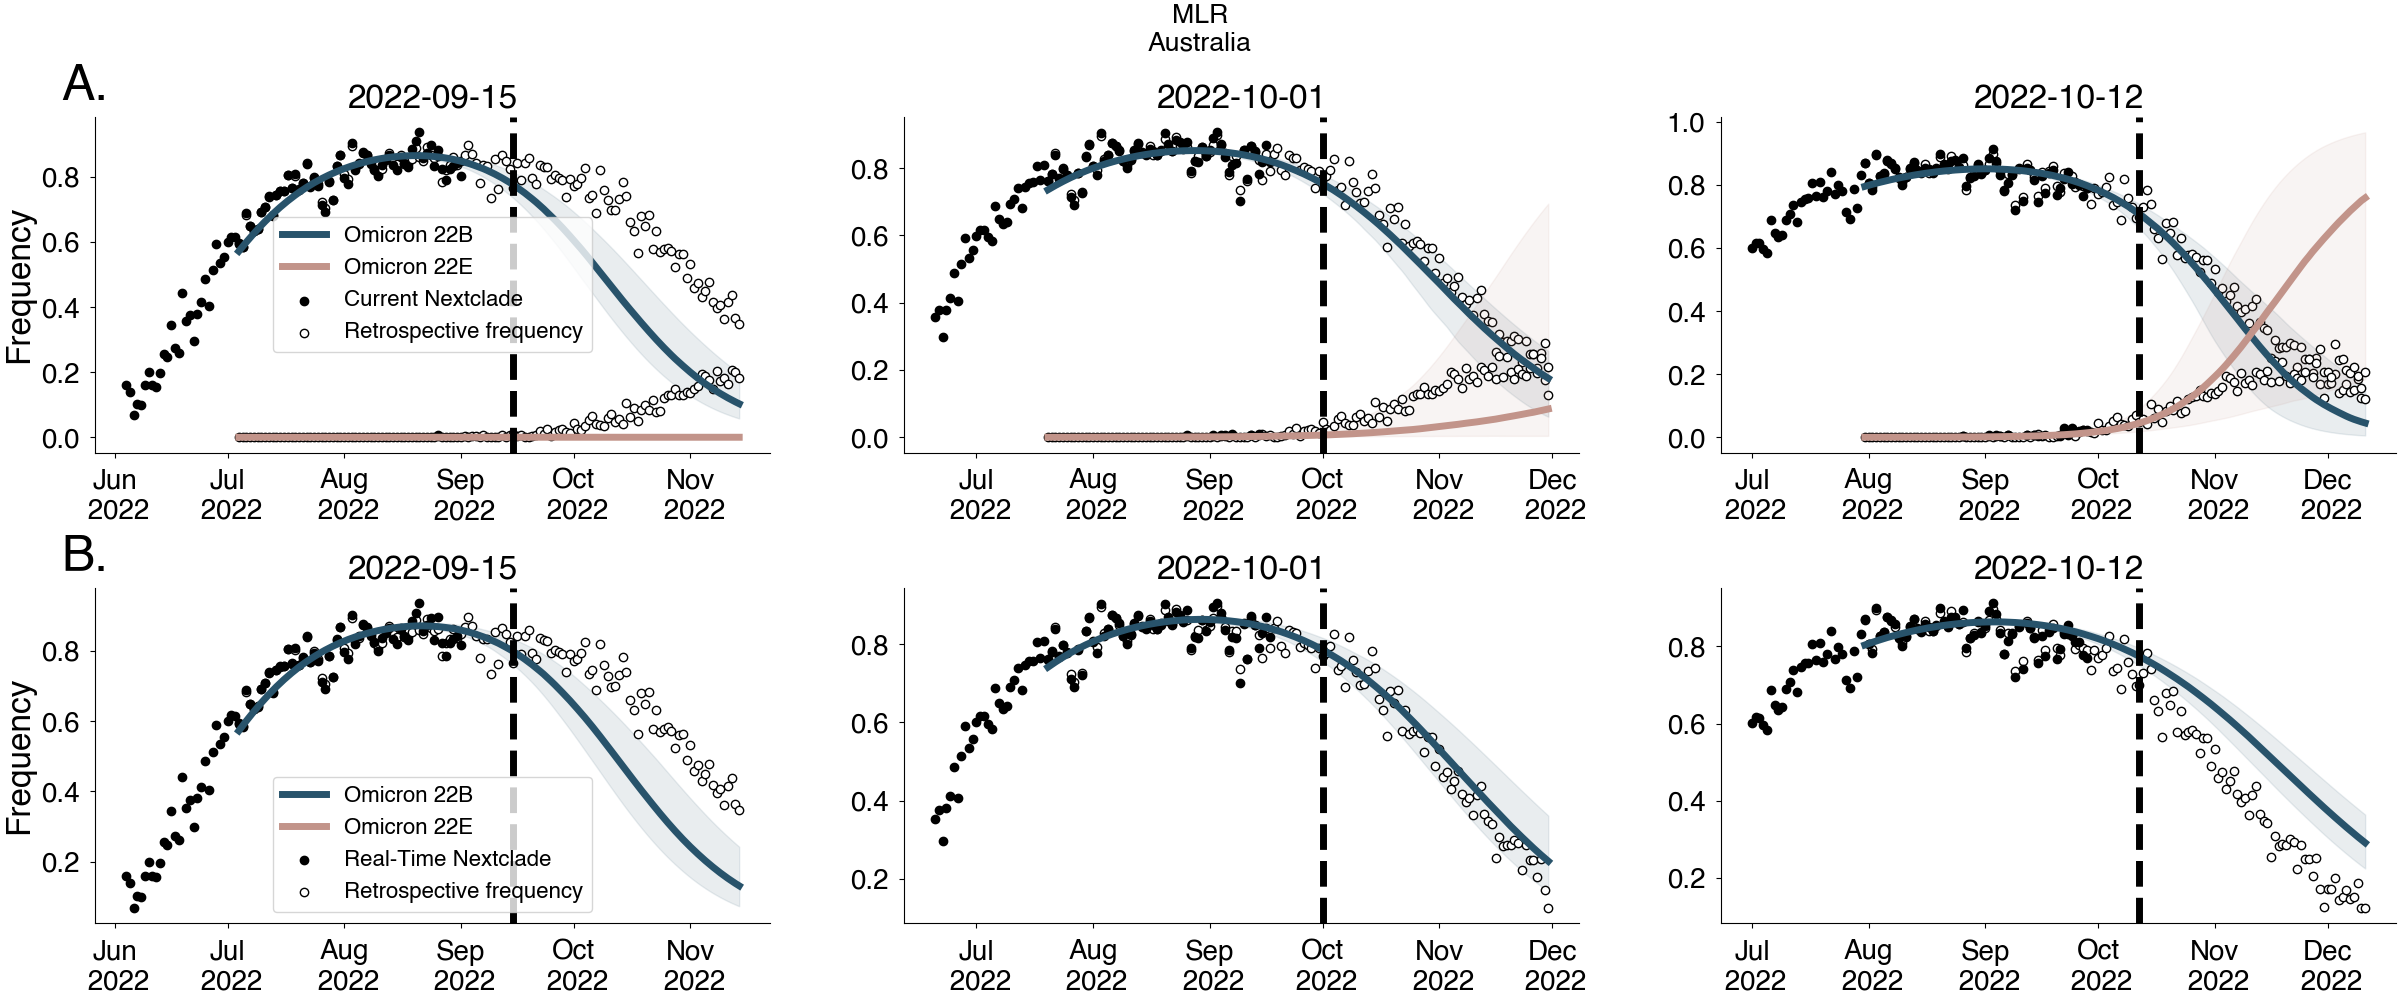 MLR
Australia
A.
2022-09-15
2022-10-01
2022-10-12
Frequency
0.8
0.6
0.4
0.2
0.0
Omicron 22B
Omicron 22E
Current Nextclade
Retrospective frequency
Jun Jul Aug Sep Oct Nov
2022 2022 2022 2022 2022 2022
0.8
0.6
0.4
0.2
0.0
Jul Aug Sep Oct Nov Dec
2022 2022 2022 2022 2022 2022
1.0
0.8
0.6
0.4
0.2
0.0
Jul Aug Sep Oct Nov Dec
2022 2022 2022 2022 2022 2022
B.
2022-09-15
2022-10-01
2022-10-12
Frequency
0.8
0.6
0.4
0.2
Omicron 22B
Omicron 22E
Real-Time Nextclade
Retrospective frequency
Jun Jul Aug Sep Oct Nov
2022 2022 2022 2022 2022 2022
0.8
0.6
0.4
0.2
Jul Aug Sep Oct Nov Dec
2022 2022 2022 2022 2022 2022
0.8
0.6
0.4
0.2
Jul Aug Sep Oct Nov Dec
2022 2022 2022 2022 2022 2022